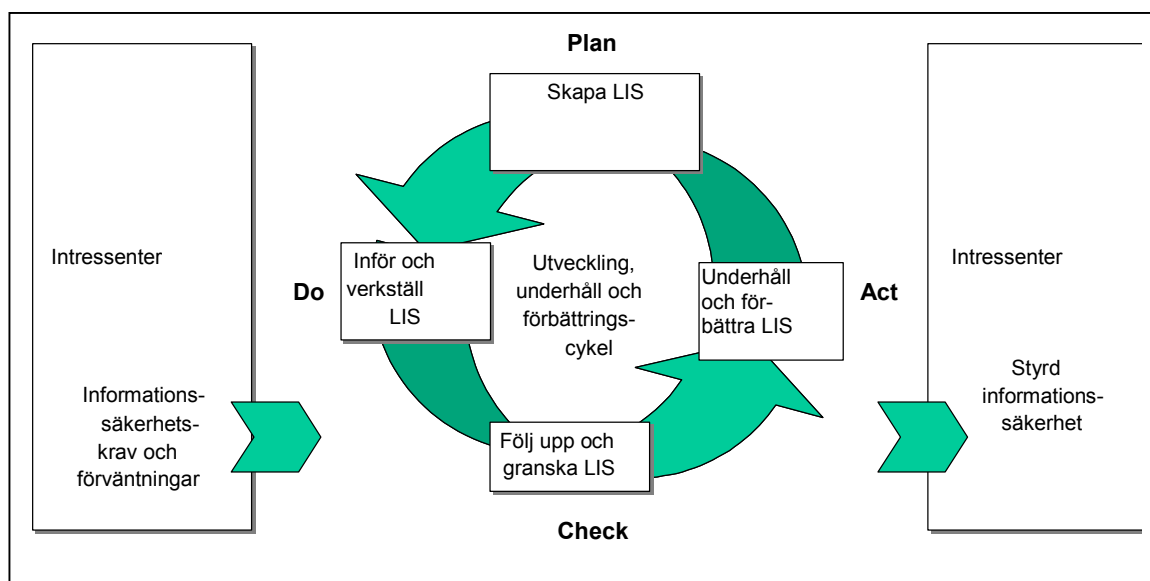 Plan
Skapa LIS
Intressenter
Informations-
säkerhets-
krav och
förväntningar
Do
Inför och
verkställ
LIS
Utveckling,
underhåll och
förbättrings-
cykel
Underhåll
och för-
bättra LIS
Act
Följ upp och
granska LIS
Check
Intressenter
Styrd
informations-
säkerhet